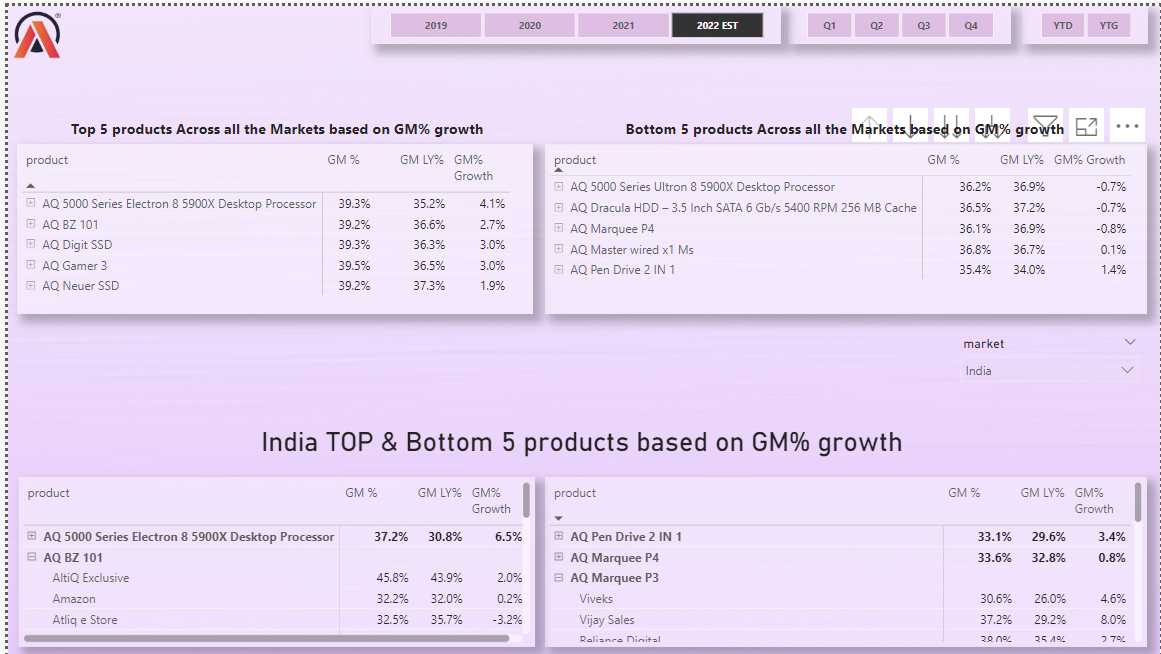 2019 2020 2021 2022 EST Q1 Q2 Q3 Q4 YTD YTG
Top 5 products Across all the Markets based on GM% growth
product GM % GM LY% GM% Growth
AQ 5000 Series Electron 8 5900X Desktop Processor 39.3% 35.2% 4.1%
AQ BZ 101 39.2% 36.6% 2.7%
AQ Digit SSD 39.3% 36.3% 3.0%
AQ Gamer 3 39.5% 36.5% 3.0%
AQ Neuer SSD 39.2% 37.3% 1.9%
Bottom 5 products Across all the Markets based on GM% growth
product GM % GM LY% GM% Growth
AQ 5000 Series Ultron 8 5900X Desktop Processor 36.2% 36.9% -0.7%
AQ Dracula HDD – 3.5 Inch SATA 6 Gb/s 5400 RPM 256 MB Cache 36.5% 37.2% -0.7%
AQ Marquee P4 36.1% 36.9% -0.8%
AQ Master wired x1 Ms 36.8% 36.7% 0.1%
AQ Pen Drive 2 IN 1 35.4% 34.0% 1.4%
market
India
India TOP & Bottom 5 products based on GM% growth
product GM % GM LY% GM% Growth
AQ 5000 Series Electron 8 5900X Desktop Processor 37.2% 30.8% 6.5%
AQ BZ 101
AltiQ Exclusive 45.8% 43.9% 2.0%
Amazon 32.2% 32.0% 0.2%
Atliq e Store 32.5% 35.7% -3.2%
product GM % GM LY% GM% Growth
AQ Pen Drive 2 IN 1 33.1% 29.6% 3.4%
AQ Marquee P4 33.6% 32.8% 0.8%
AQ Marquee P3
Viveks 30.6% 26.0% 4.6%
Vijay Sales 37.2% 29.2% 8.0%
Reliance Digital 38.0% 35.4% 2.7%